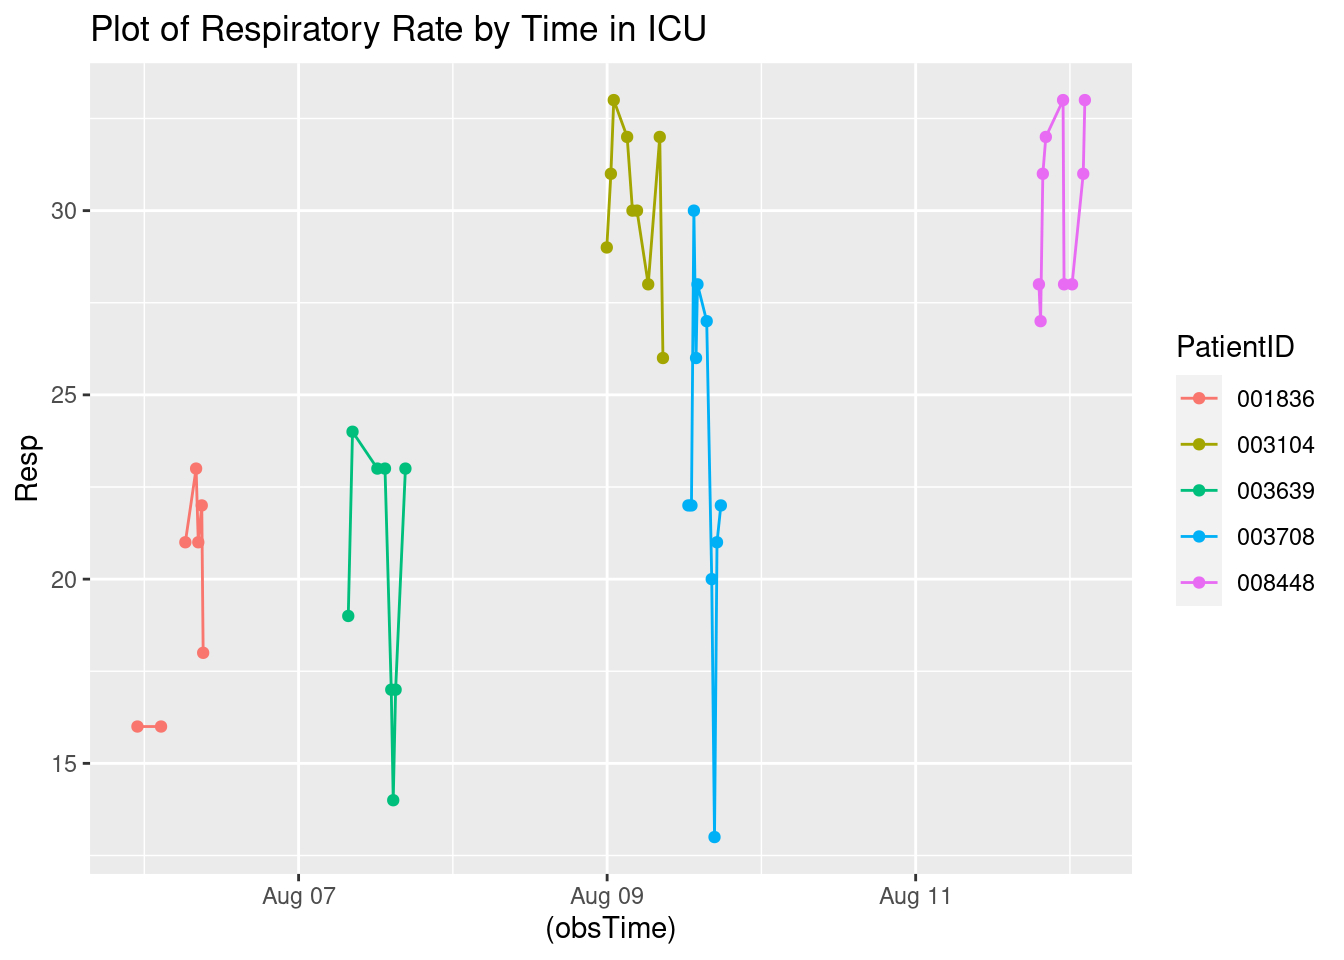 Plot of Respiratory Rate by Time in ICU
Resp
30
25
20
15
Aug 07
Aug 09
Aug 11
(obsTime)
PatientID
001836
003104
003639
003708
008448